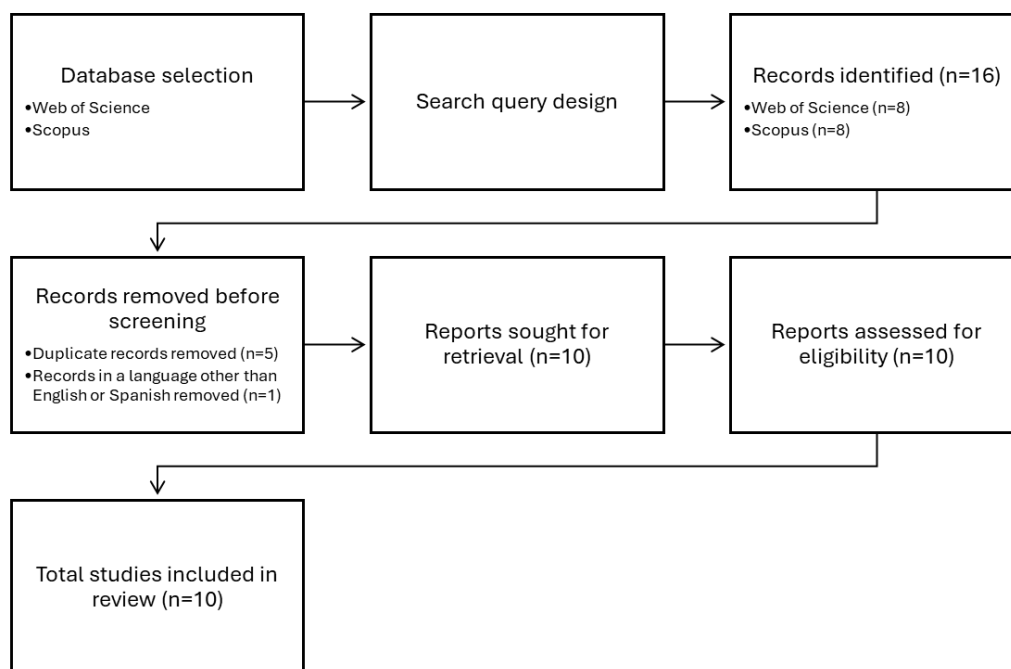 Database selection
•Web of Science
•Scopus
Search query design
Records identified (n=16)
•Web of Science (n=8)
•Scopus (n=8)
Records removed before
screening
•Duplicate records removed (n=5)
•Records in a language other than
English or Spanish removed (n=1)
Reports sought for
retrieval (n=10)
Reports assessed for
eligibility (n=10)
Total studies included in
review (n=10)